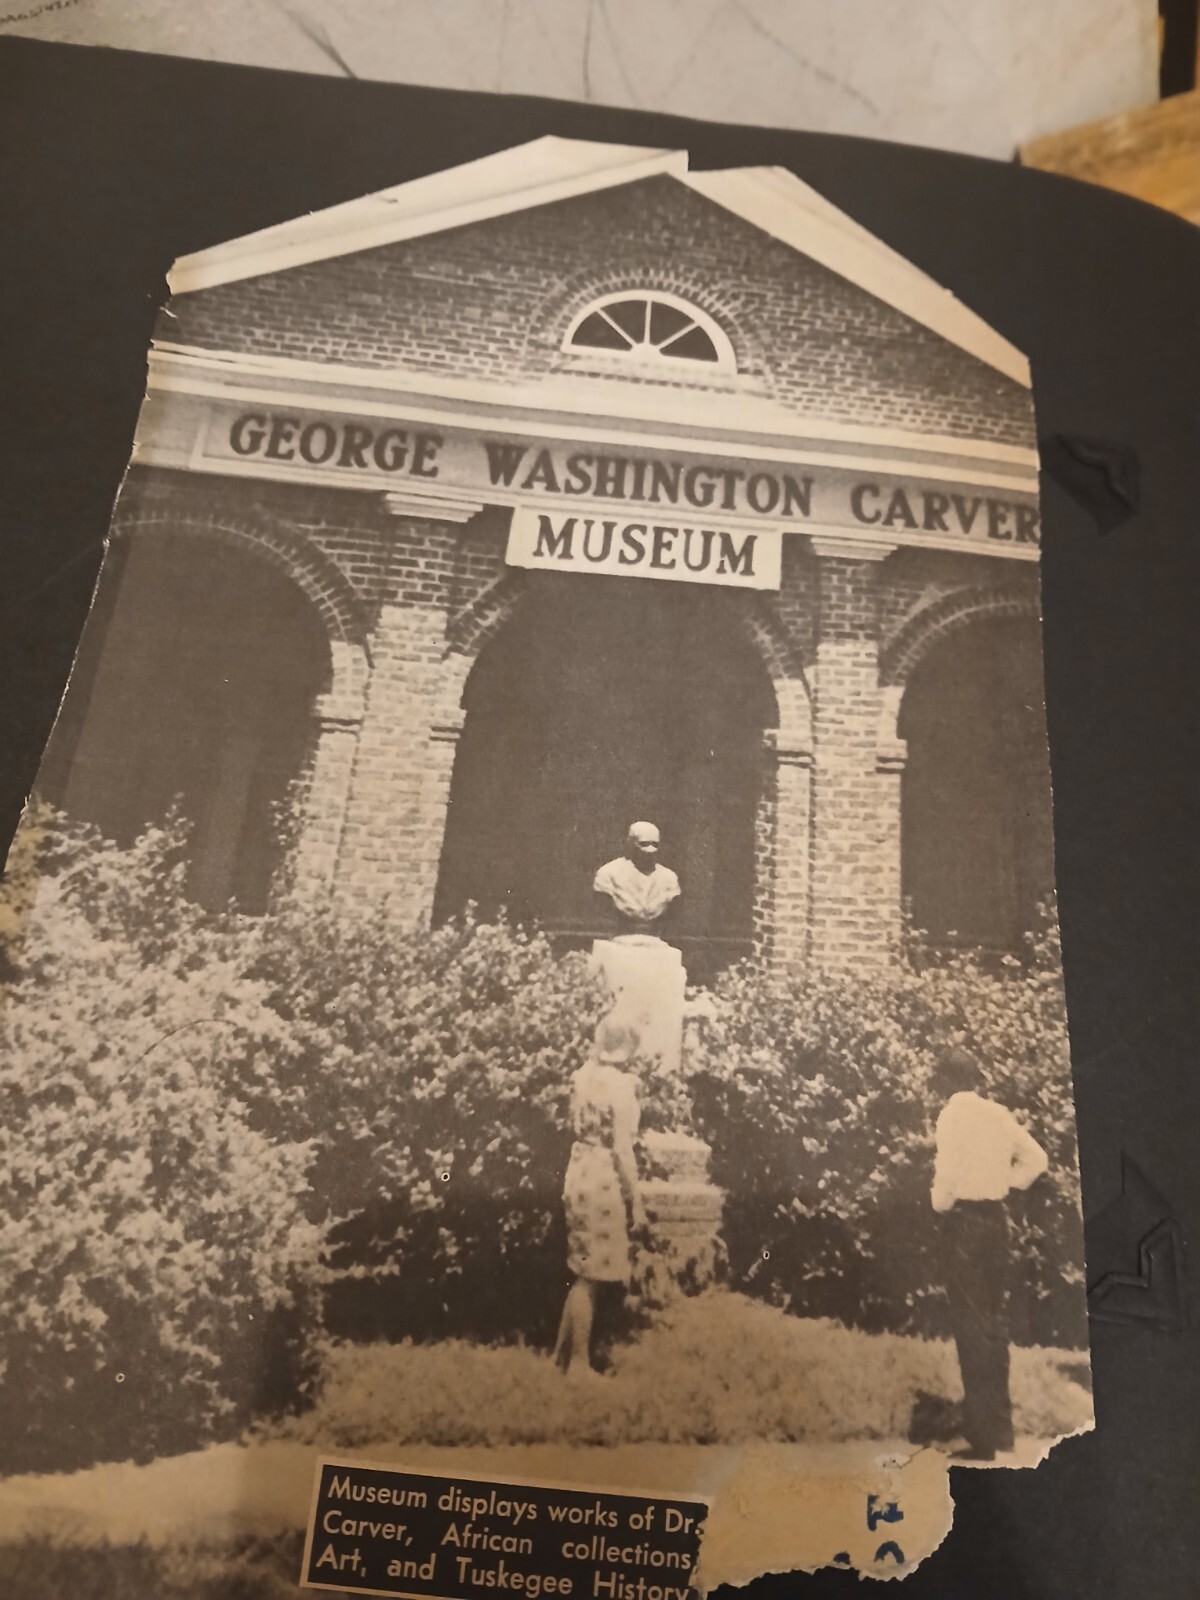 GEORGE WASHINGTON CARVER
MUSEUM
Museum displays works of Dr.
Carver, African collections
Art, and Tuskegee History